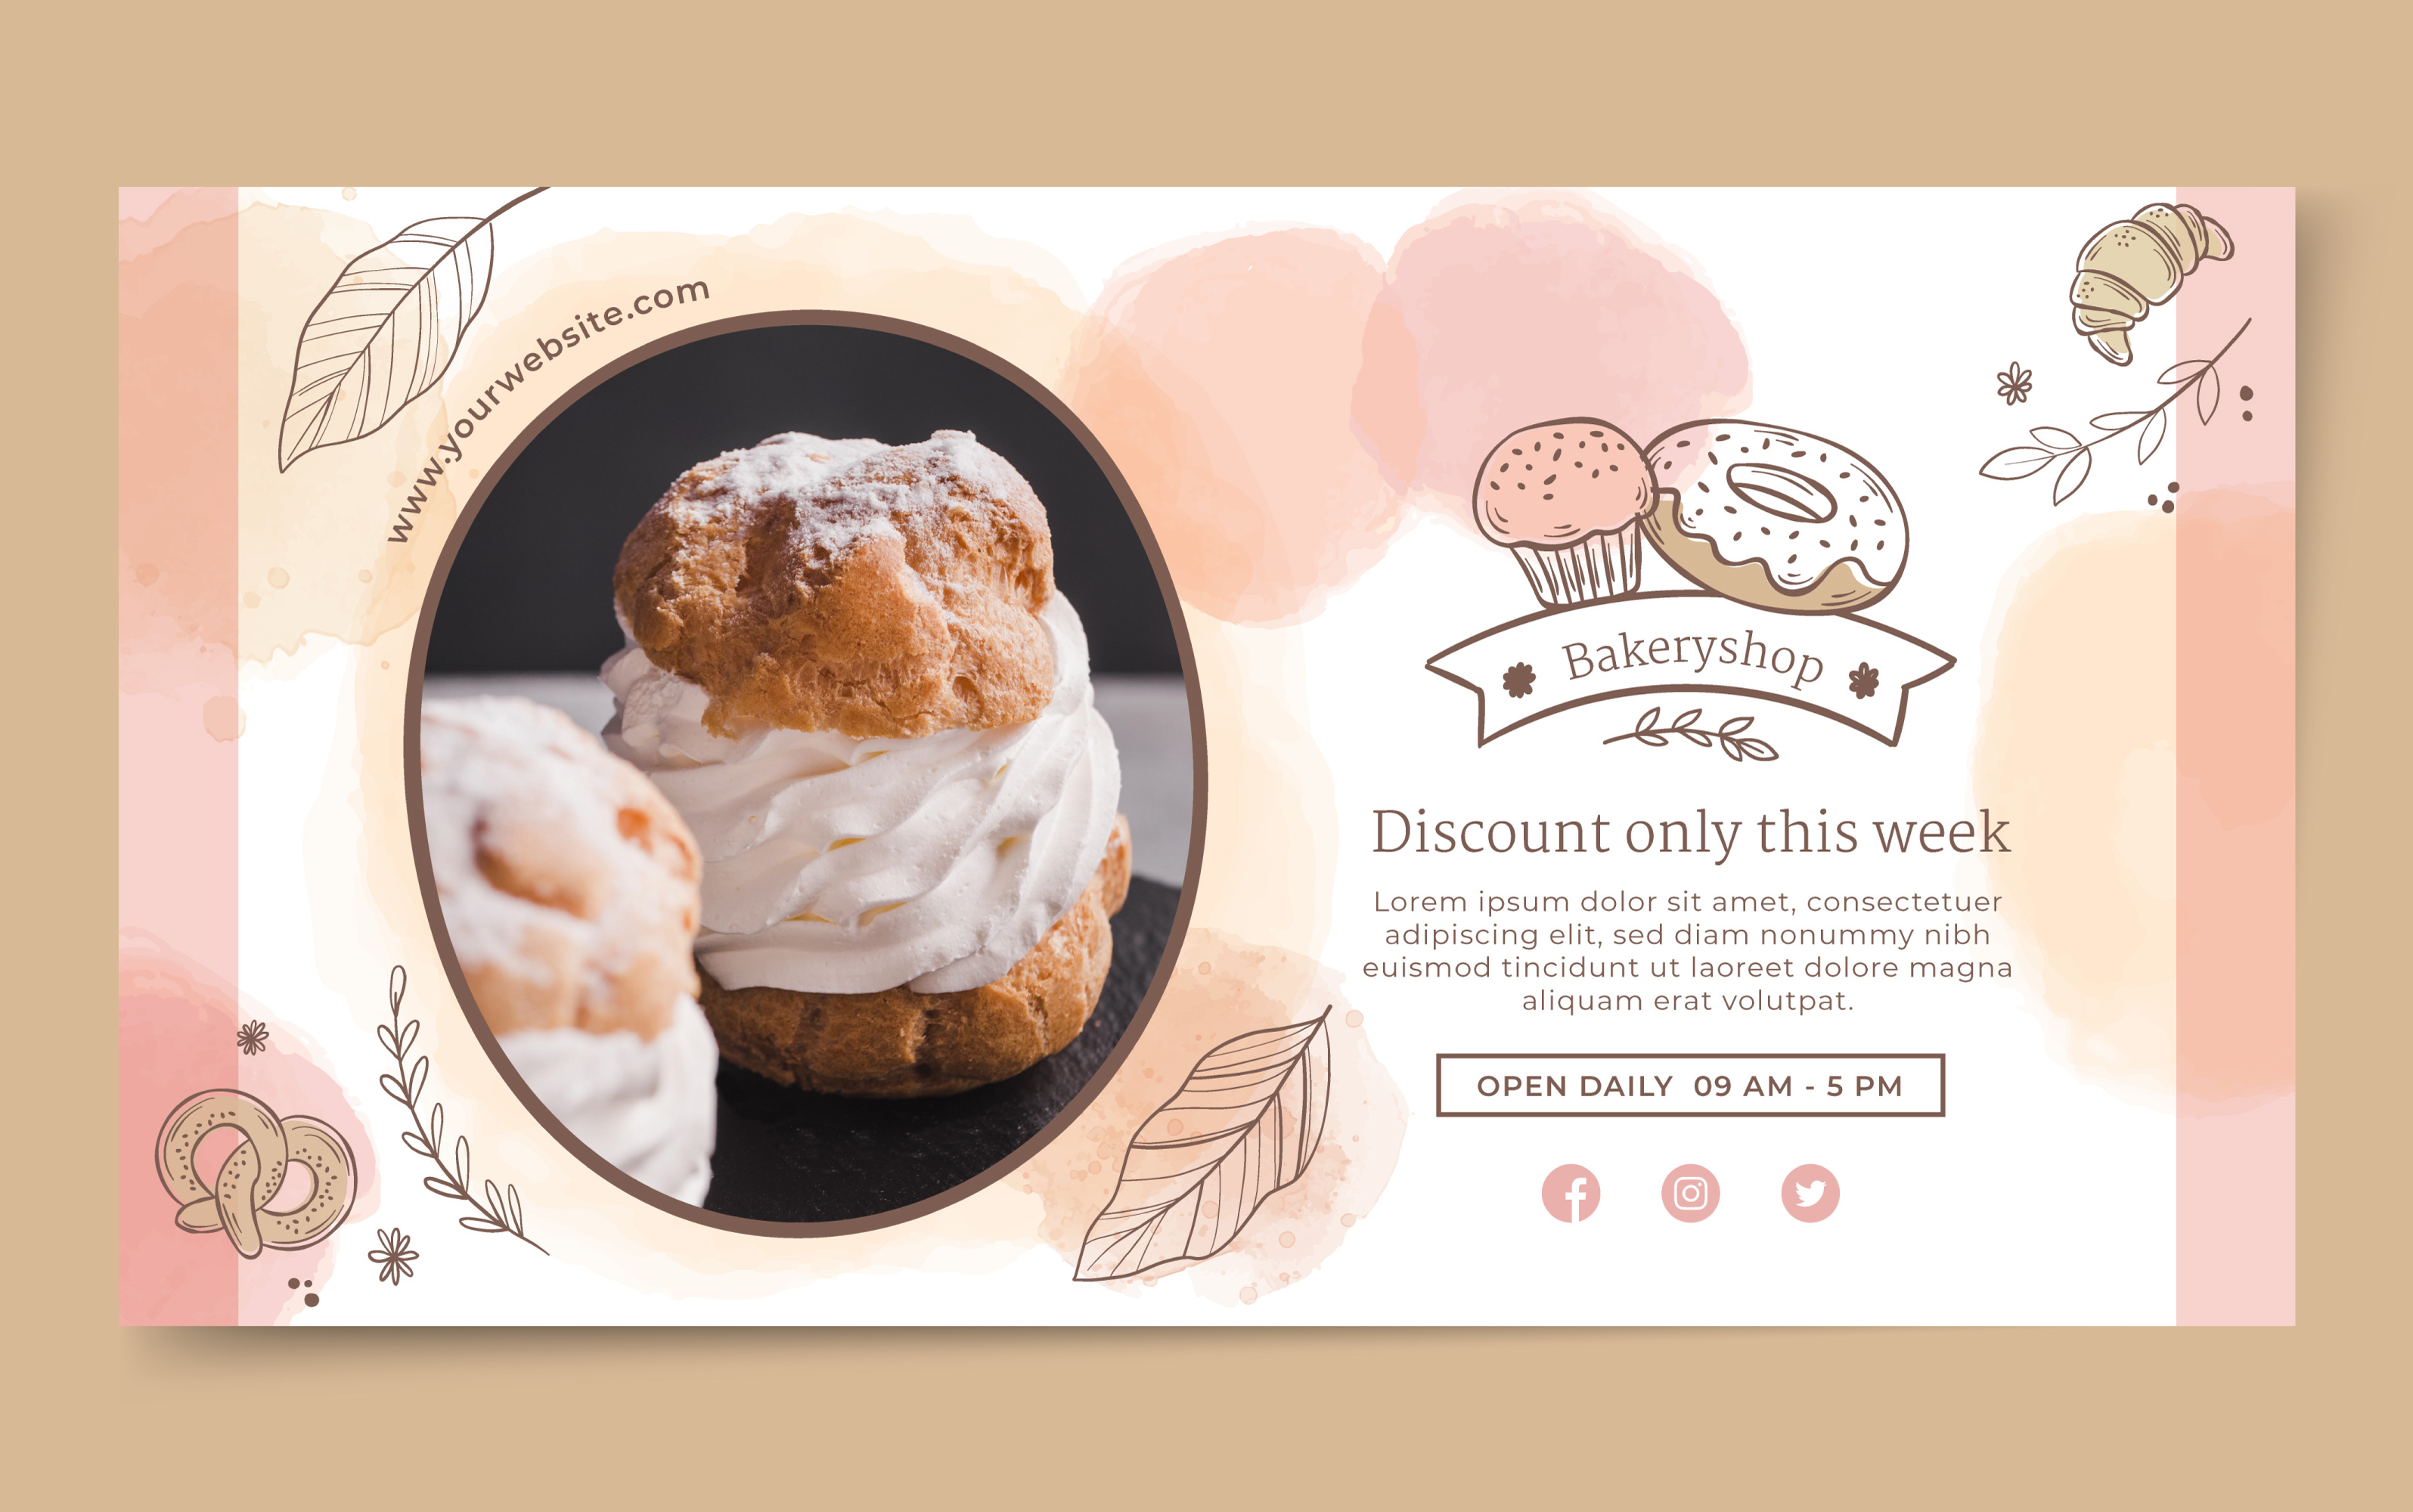 www.yourwebsite.com
Bakeryshop
Discount only this week
Lorem ipsum dolor sit amet, consectetuer
adipiscing elit, sed diam nonummy nibh
euismod tincidunt ut laoreet dolore magna
aliquam erat volutpat.
OPEN DAILY 09 AM - 5 PM